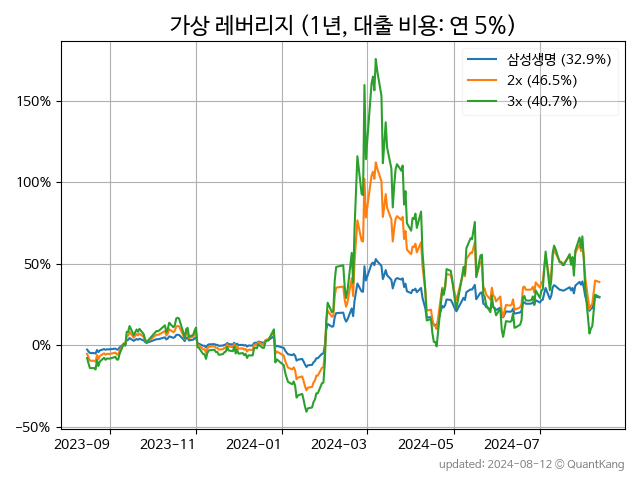 가상 레버리지 (1년, 대출 비용: 연 5%)
삼성생명 (32.9%)
2x (46.5%)
3x (40.7%)
150%
100%
50%
0%
−50%
2023-09 2023-11 2024-01 2024-03 2024-05 2024-07
updated: 2024-08-12 © QuantKang